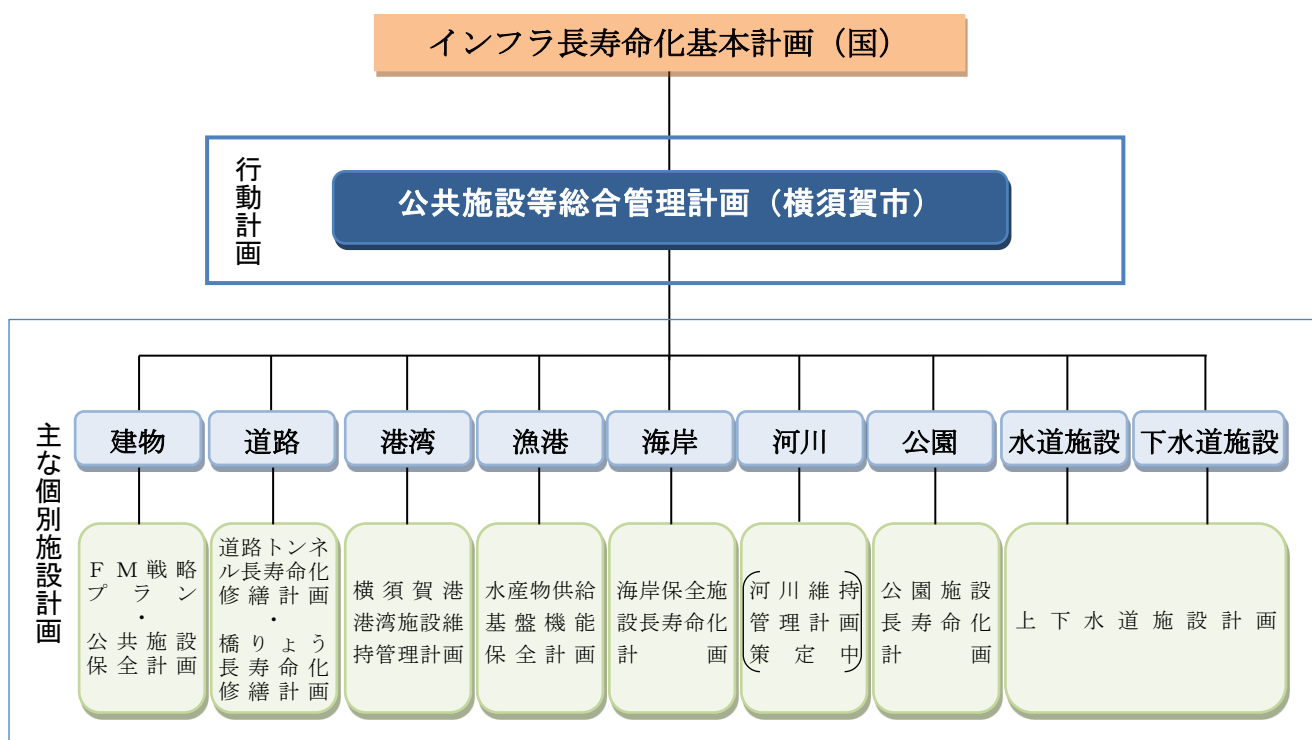 インフラ長寿命化基本計画（国）
行動計画
公共施設等総合管理計画（横須賀市）
主な個別施設計画
建物
道路
港湾
漁港
海岸
河川
公園
水道施設
下水道施設
ＦＭ戦略
プラン
・
公共施設
保全計画
道路トンネ
ル長寿命化
修繕計画
・
橋りょう
長寿命化
修繕計画
横須賀港
港湾施設維
持管理計画
水産物供給
基盤機能
保全計画
海岸保全施
設長寿命化
計画
（河川維持
管理計画
策定中）
公園施設
長寿命化
計画
上下水道施設計画